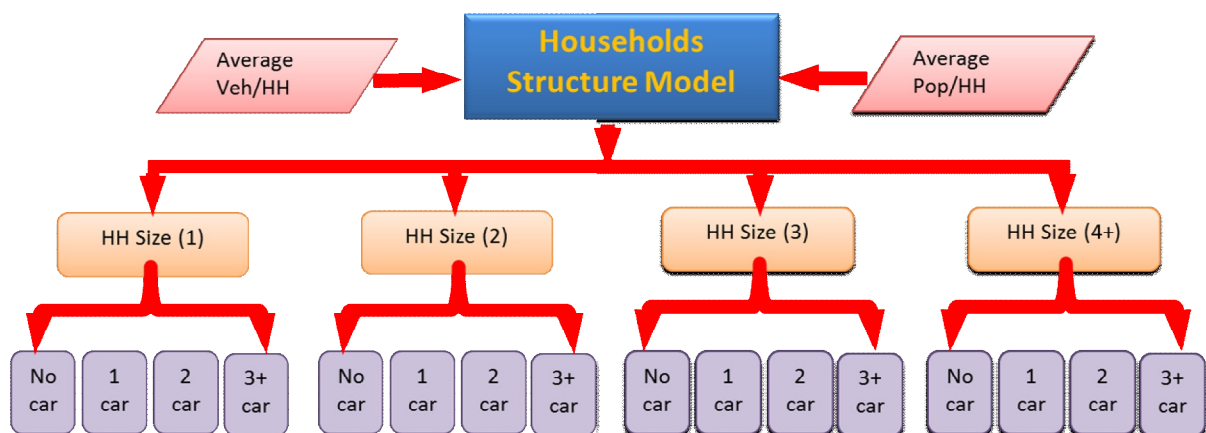 Average
Veh/HH
Households
Structure Model
Average
Pop/HH
HH Size (1)
HH Size (2)
HH Size (3)
HH Size (4+)
No
car
1
car
2
car
3+
car
No
car
1
car
2
car
3+
car
No
car
1
car
2
car
3+
car
No
car
1
car
2
car
3+
car